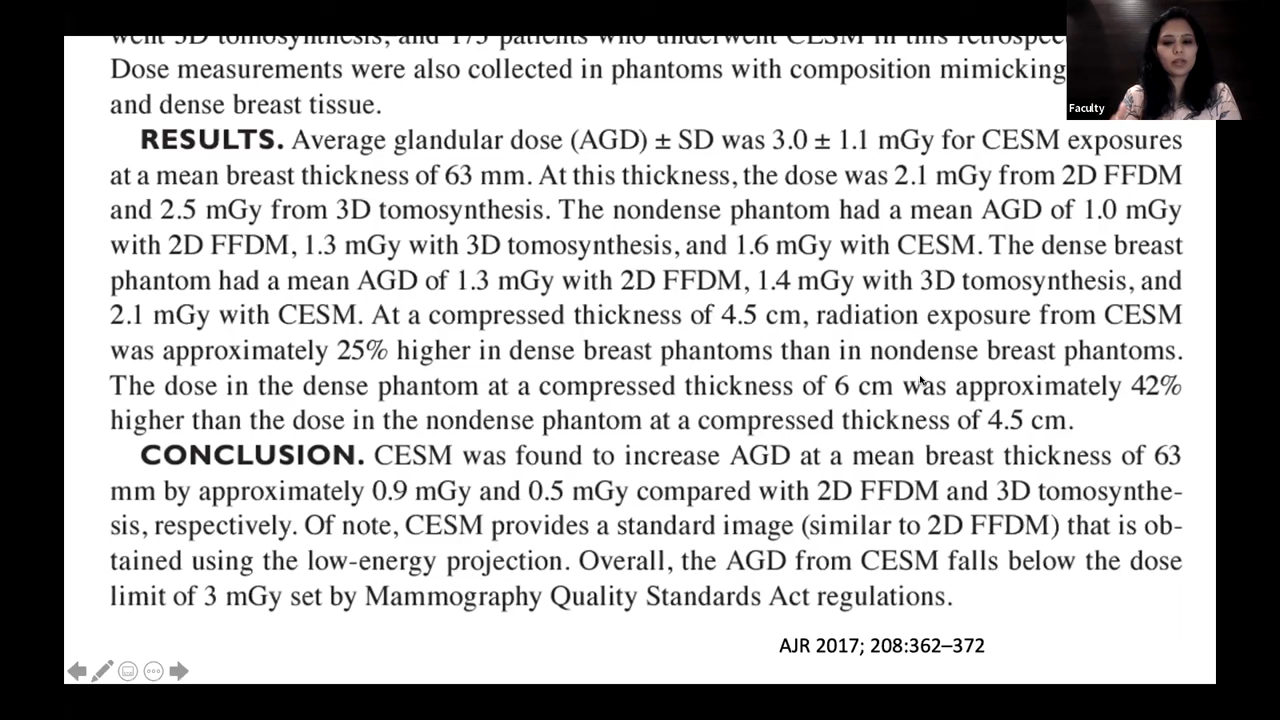 went 3D tomosynthesis, and 173 patients who underwent CESM in this retrospec
Faculty
Dose measurements were also collected in phantoms with composition mimicking
and dense breast tissue.
RESULTS. Average glandular dose (AGD) ± SD was 3.0 ± 1.1 mGy for CESM exposures
at a mean breast thickness of 63 mm. At this thickness, the dose was 2.1 mGy from 2D FFDM
and 2.5 mGy from 3D tomosynthesis. The nondense phantom had a mean AGD of 1.0 mGy
with 2D FFDM, 1.3 mGy with 3D tomosynthesis, and 1.6 mGy with CESM. The dense breast
phantom had a mean AGD of 1.3 mGy with 2D FFDM, 1.4 mGy with 3D tomosynthesis, and
2.1 mGy with CESM. At a compressed thickness of 4.5 cm, radiation exposure from CESM
was approximately 25% higher in dense breast phantoms than in nondense breast phantoms.
The dose in the dense phantom at a compressed thickness of 6 cm was approximately 42%
higher than the dose in the nondense phantom at a compressed thickness of 4.5 cm.
CONCLUSION. CESM was found to increase AGD at a mean breast thickness of 63
mm by approximately 0.9 mGy and 0.5 mGy compared with 2D FFDM and 3D tomosynthe-
sis, respectively. Of note, CESM provides a standard image (similar to 2D FFDM) that is ob-
tained using the low-energy projection. Overall, the AGD from CESM falls below the dose
limit of 3 mGy set by Mammography Quality Standards Act regulations.
AJR 2017; 208:362–372